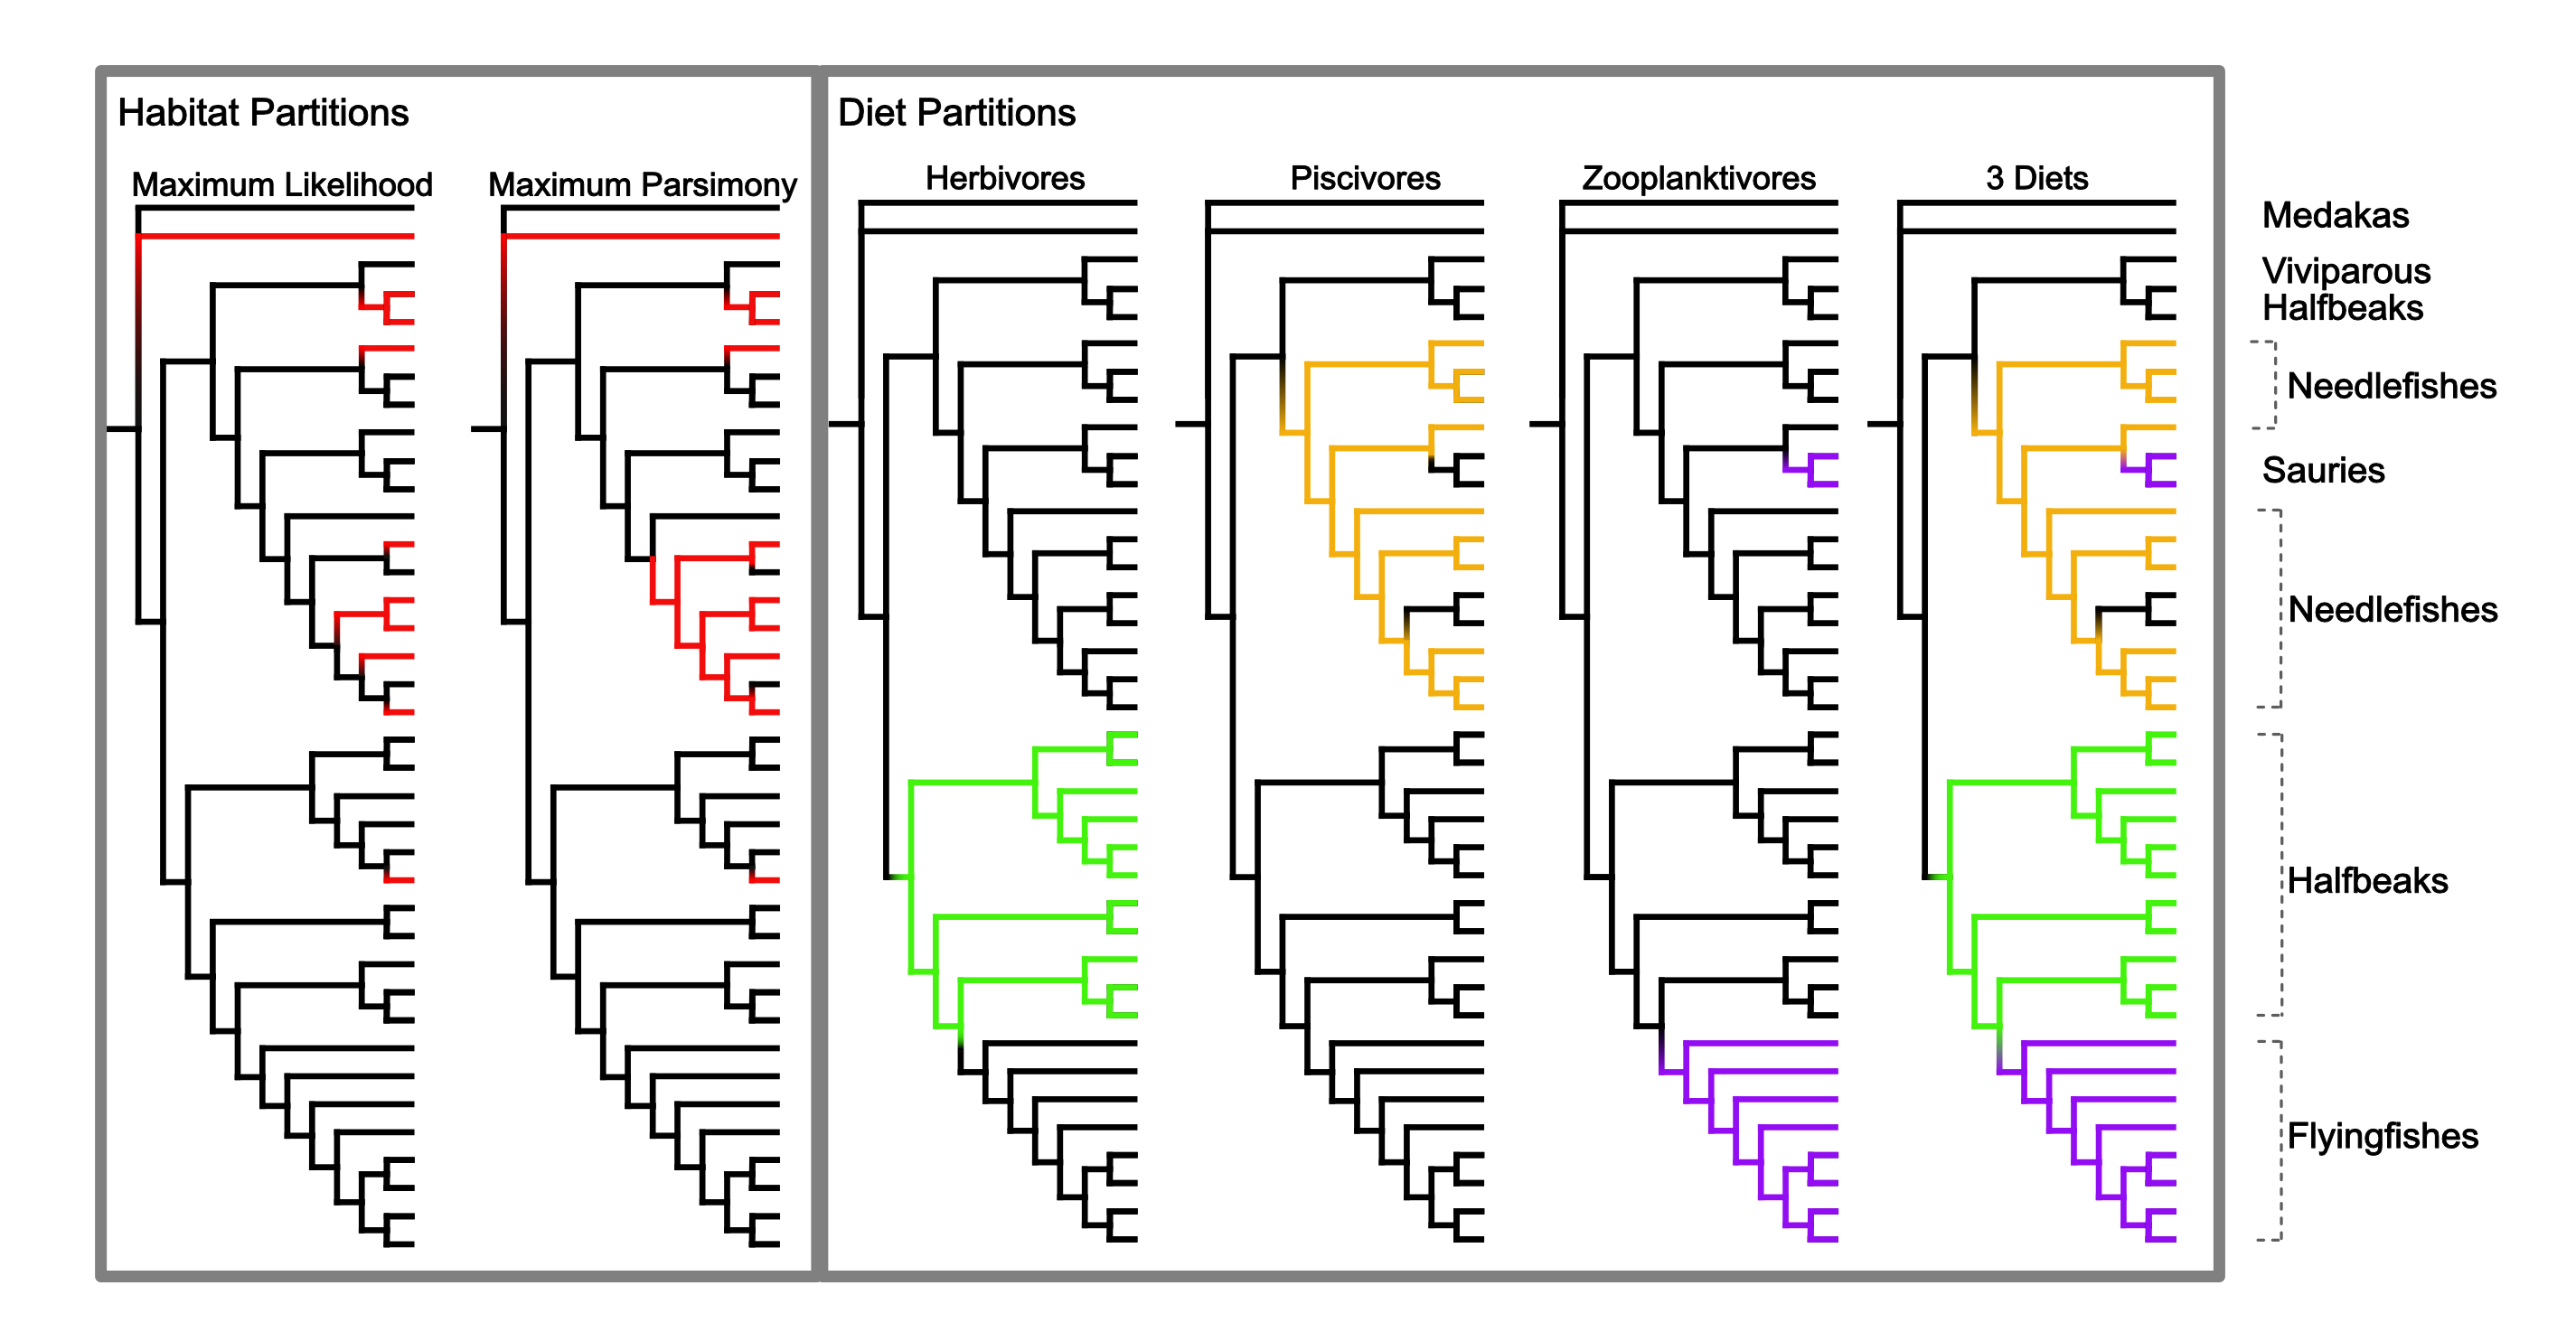 Habitat Partitions
Diet Partitions
Maximum Likelihood
Maximum Parsimony
Herbivores
Piscivores
Zooplanktivores
3 Diets
Medakas
Viviparous
Halfbeaks
Needlefishes
Sauries
Needlefishes
Halfbeaks
Flyingfishes